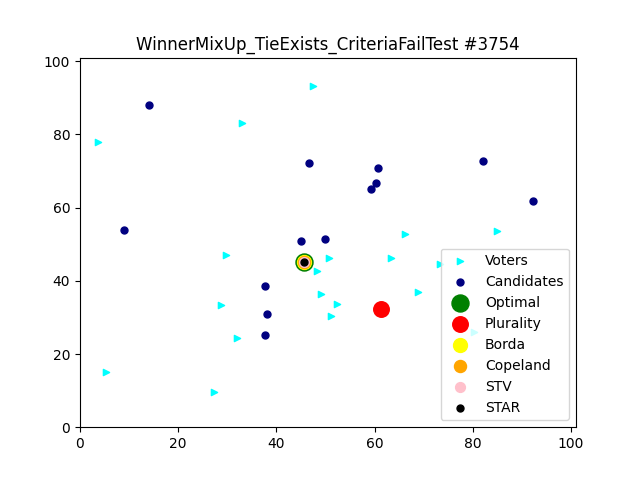 WinnerMixUp_TieExists_CriteriaFailTest #3754
100
80
60
40
20
0
0 20 40 60 80 100
Voters
Candidates
Optimal
Plurality
Borda
Copeland
STV
STAR